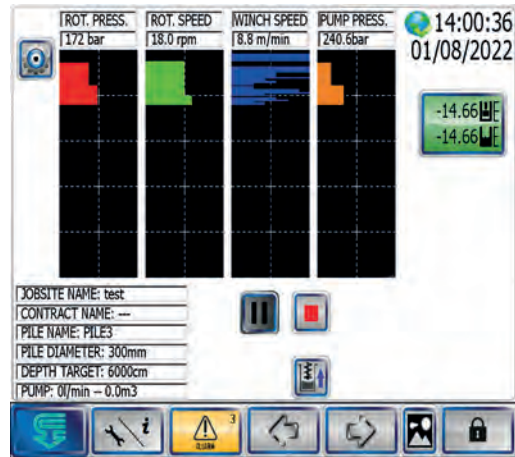 ROT. PRESS.
172 bar
ROT. SPEED
18.0 rpm
WINCH SPEED
8.8 m/min
PUMP PRESS.
240.6bar
14:00:36
01/08/2022
-14.66
-14.66
JOBSITE NAME: test
CONTRACT NAME: ---
PILE NAME: PILE3
PILE DIAMETER: 300mm
DEPTH TARGET: 6000cm
PUMP: 0l/min -- 0.0m3
i
3